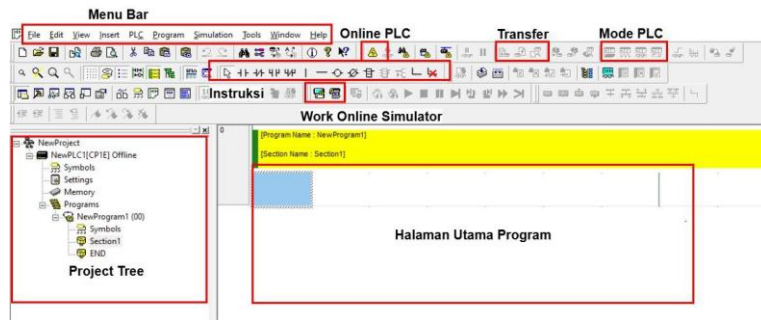 Menu Bar
File Edit View Insert PLC Program Simulation Tools Window Help
Online PLC
Transfer
Mode PLC
Instruksi
Work Online Simulator
NewProject
NewPLC1[CP1E] Offline
Symbols
Settings
Memory
Programs
NewProgram1 (00)
Symbols
Section1
END
Project Tree
0
[Program Name : NewProgram1]
[Section Name : Section1]
Halaman Utama Program